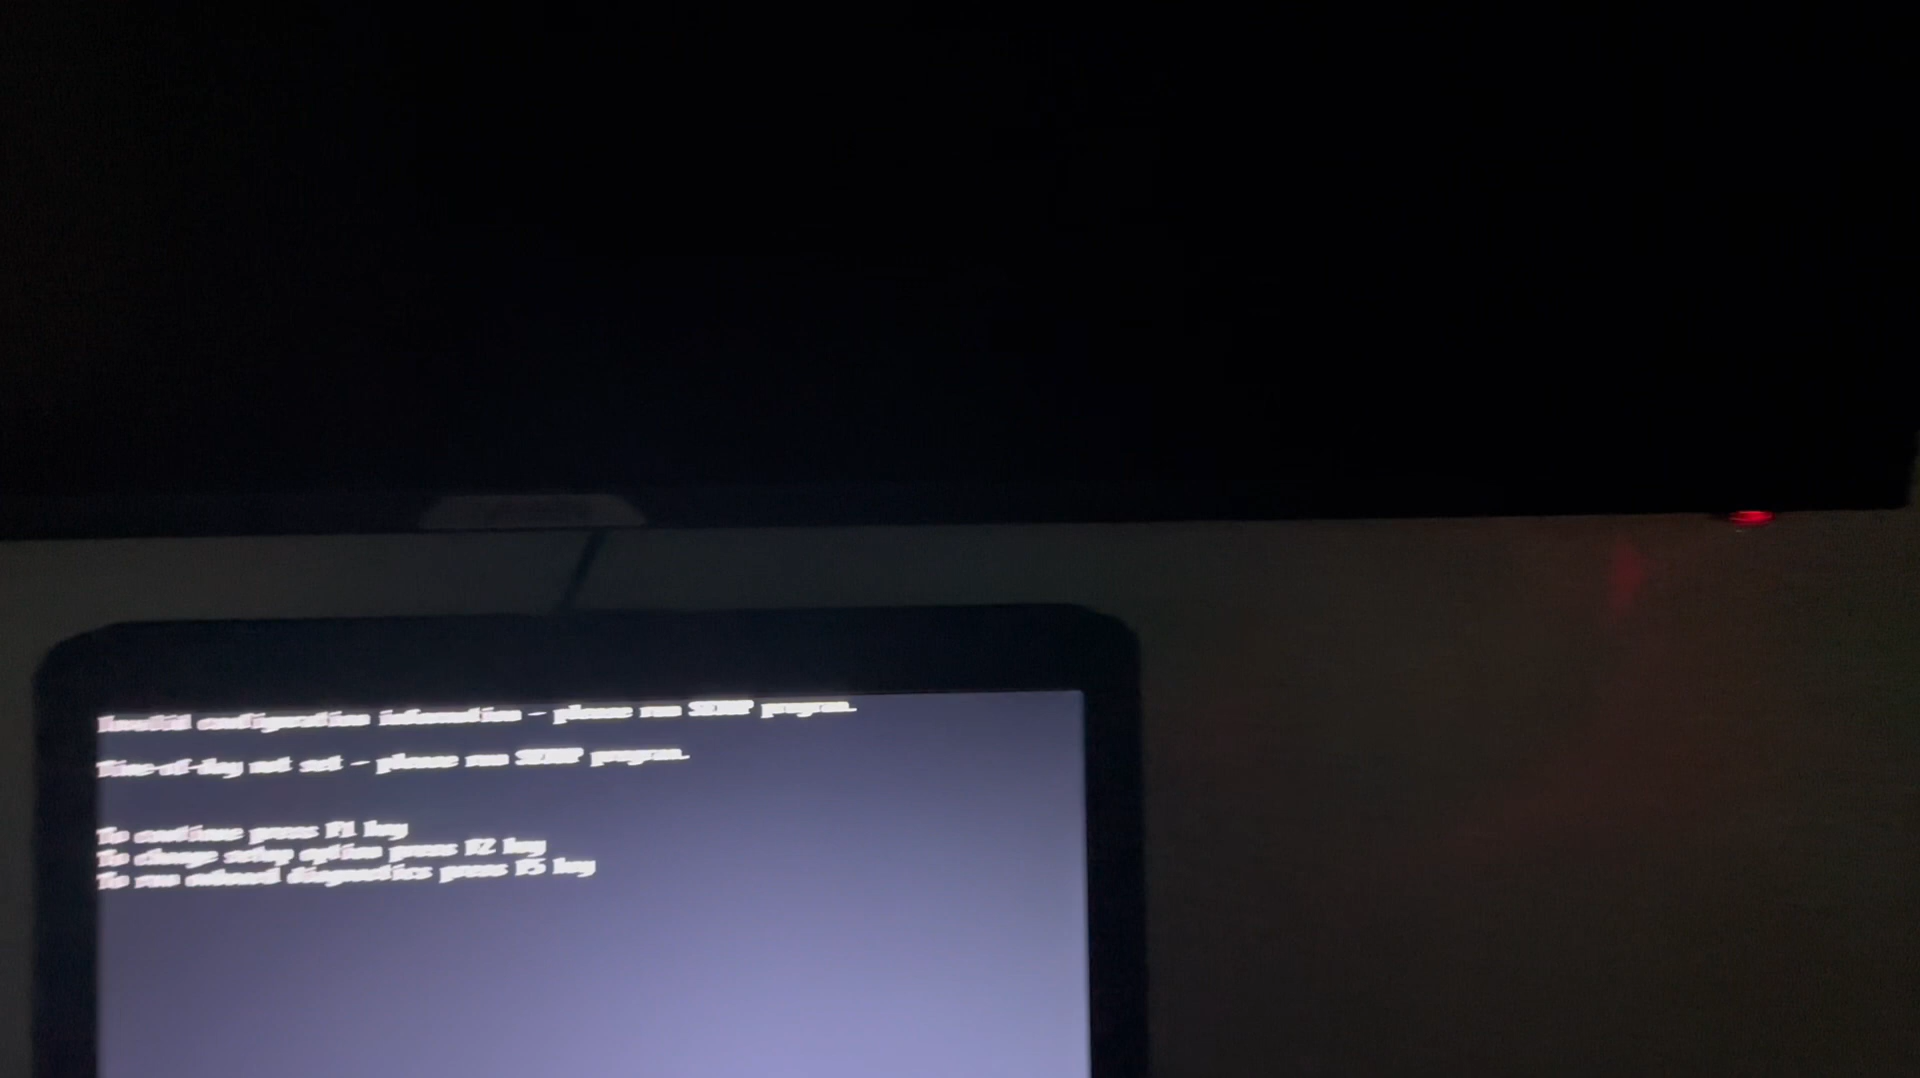 Invalid configuration information - please run SETUP program.
Time-of-day not set - please run SETUP program.
To continue press F1 key
To change setup option press F2 key
To run onboard diagnostics press F5 key